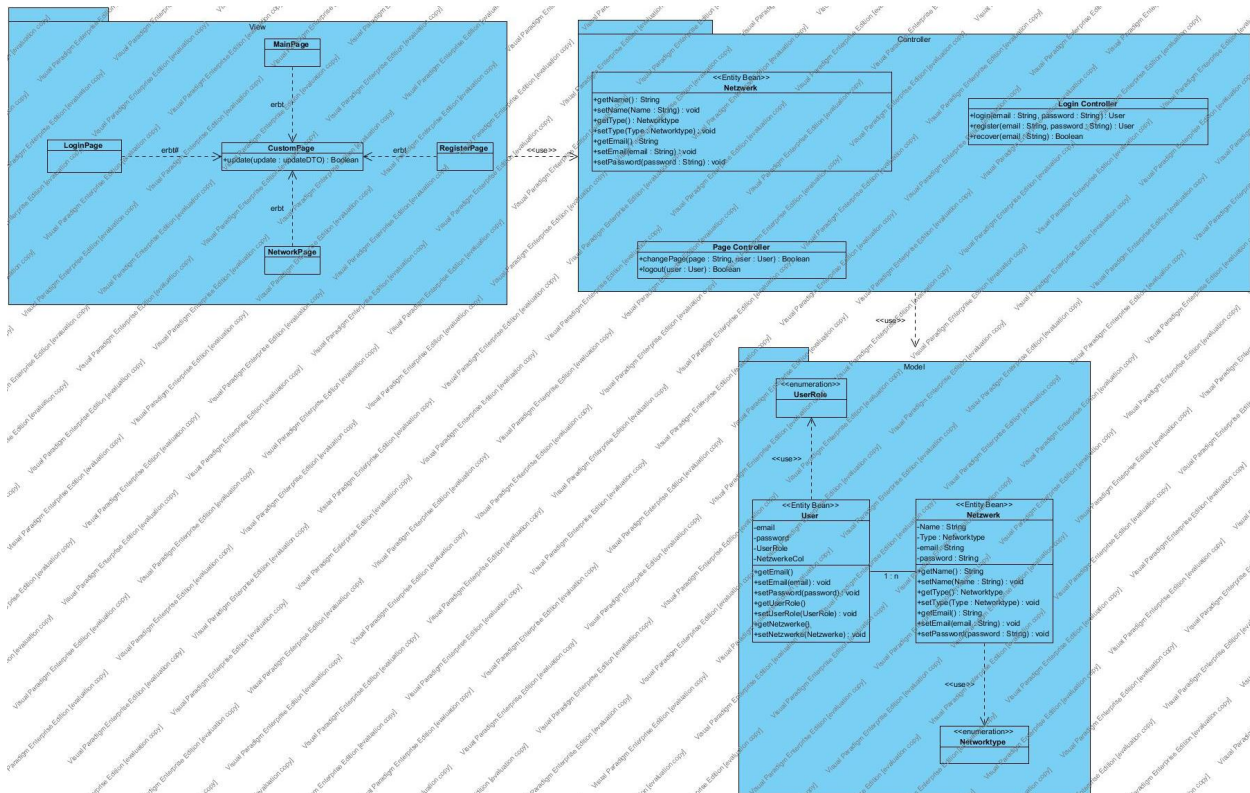 View
MainPage
erbt
LoginPage
erbt#
CustomPage
+update(update : updateDTO) : Boolean
erbt
RegisterPage
erbt
NetworkPage
<<use>>
Controller
<<Entity Bean>>
Netzwerk
+getName() : String
+setName(Name : String) : void
+getType() : Networktype
+setType(Type : Networktype) : void
+getEmail() : String
+setEmail(email : String) : void
+setPassword(password : String) : void
Login Controller
+login(email : String, password : String) : User
+register(email : String, password : String) : User
+recover(email : String) : Boolean
Page Controller
+changePage(page : String, user : User) : Boolean
+logout(user : User) : Boolean
<<use>>
Model
<<enumeration>>
UserRole
<<use>>
<<Entity Bean>>
User
-email
-password
-UserRole
-NetzwerkeCol
+getEmail()
+setEmail(email) : void
+setPassword(password) : void
+getUserRole()
+setUserRole(UserRole) : void
+getNetzwerke()
+setNetzwerke(Netzwerke) : void
1 : n
<<Entity Bean>>
Netzwerk
-Name : String
-Type : Networktype
-email : String
-password : String
+getName() : String
+setName(Name : String) : void
+getType() : Networktype
+setType(Type : Networktype) : void
+getEmail() : String
+setEmail(email : String) : void
+setPassword(password : String) : void
<<use>>
<<enumeration>>
Networktype
Visual Paradigm Enterprise Edition [evaluation copy]